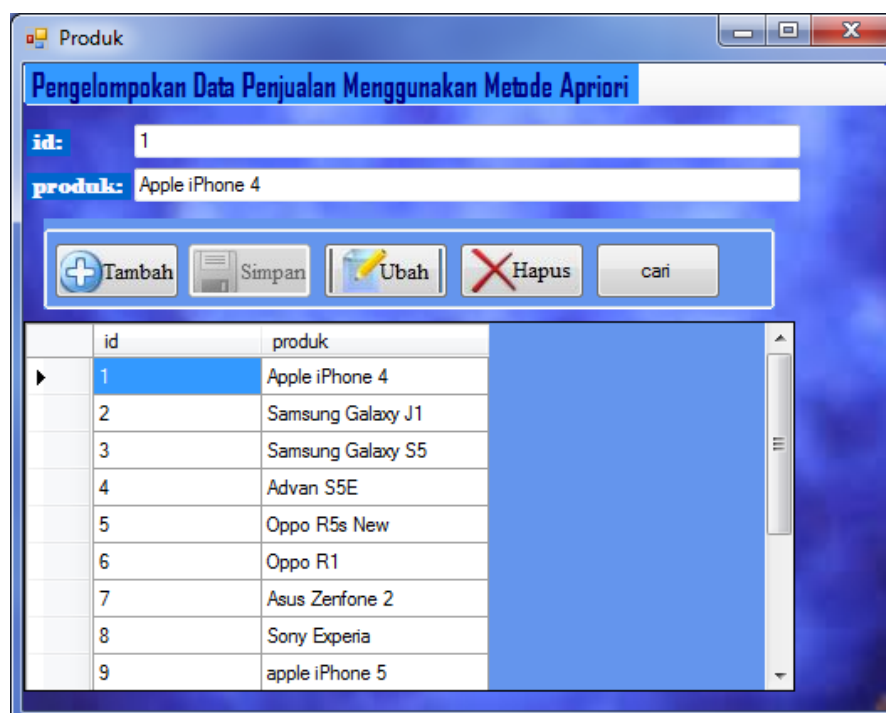 Produk
Pengelompokan Data Penjualan Menggunakan Metode Apriori
id: 1
produk: Apple iPhone 4
Tambah Simpan Ubah Hapus cari
id produk
1 Apple iPhone 4
2 Samsung Galaxy J1
3 Samsung Galaxy S5
4 Advan S5E
5 Oppo R5s New
6 Oppo R1
7 Asus Zenfone 2
8 Sony Experia
9 apple iPhone 5